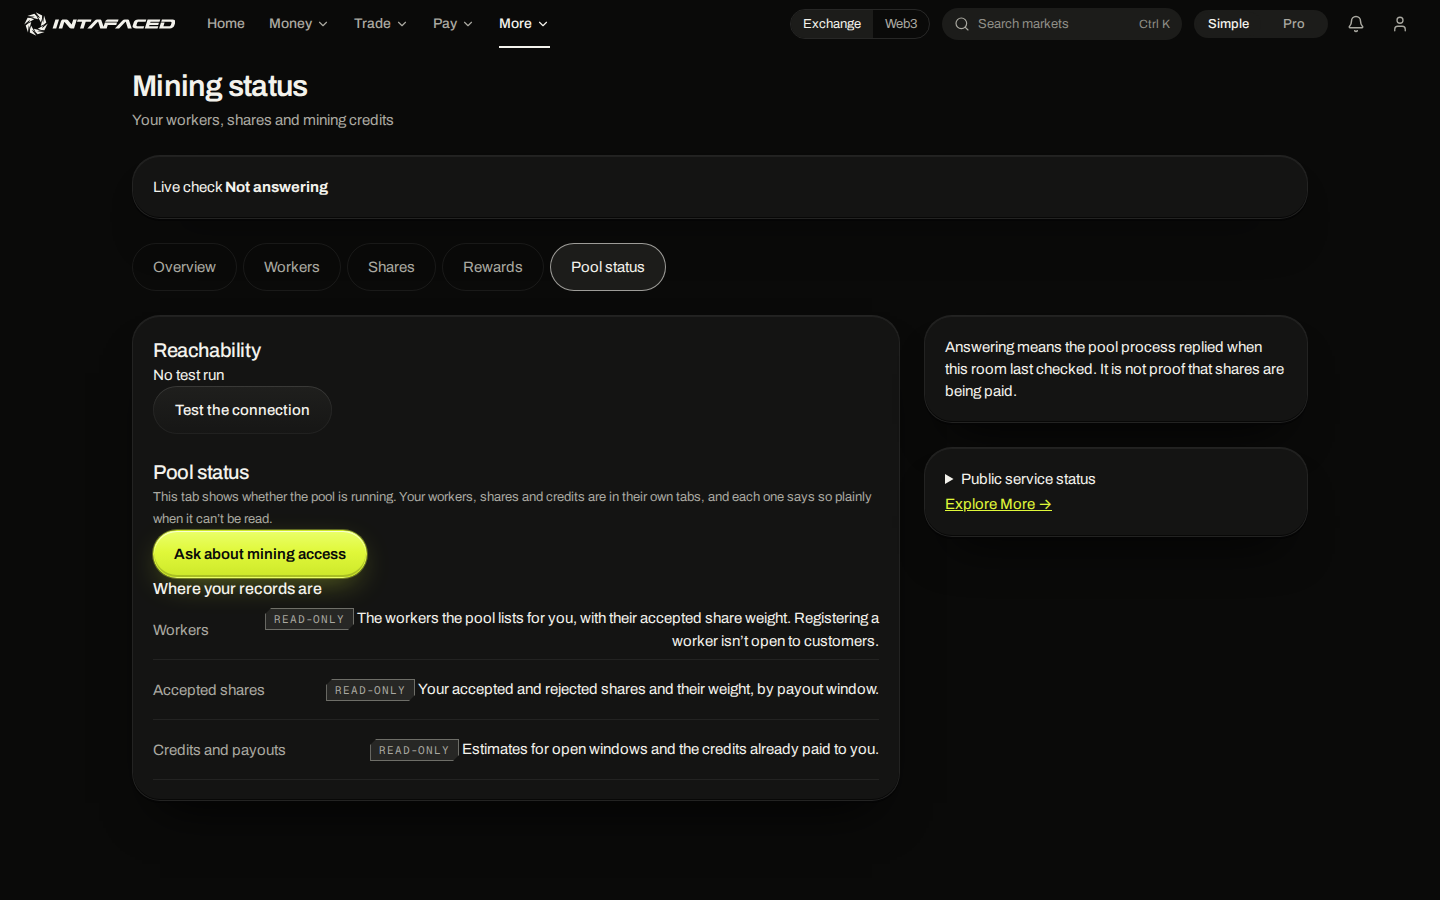 INTAFACED
Home
Money
Trade
Pay
More
Exchange
Web3
Search markets
Ctrl K
Simple
Pro
Mining status
Your workers, shares and mining credits
Live check Not answering
Overview
Workers
Shares
Rewards
Pool status
Reachability
No test run
Test the connection
Pool status
This tab shows whether the pool is running. Your workers, shares and credits are in their own tabs, and each one says so plainly
when it can’t be read.
Ask about mining access
Where your records are
Workers
READ-ONLY The workers the pool lists for you, with their accepted share weight. Registering a
worker isn’t open to customers.
Accepted shares
READ-ONLY Your accepted and rejected shares and their weight, by payout window.
Credits and payouts
READ-ONLY Estimates for open windows and the credits already paid to you.
Answering means the pool process replied when
this room last checked. It is not proof that shares are
being paid.
Public service status
Explore More →